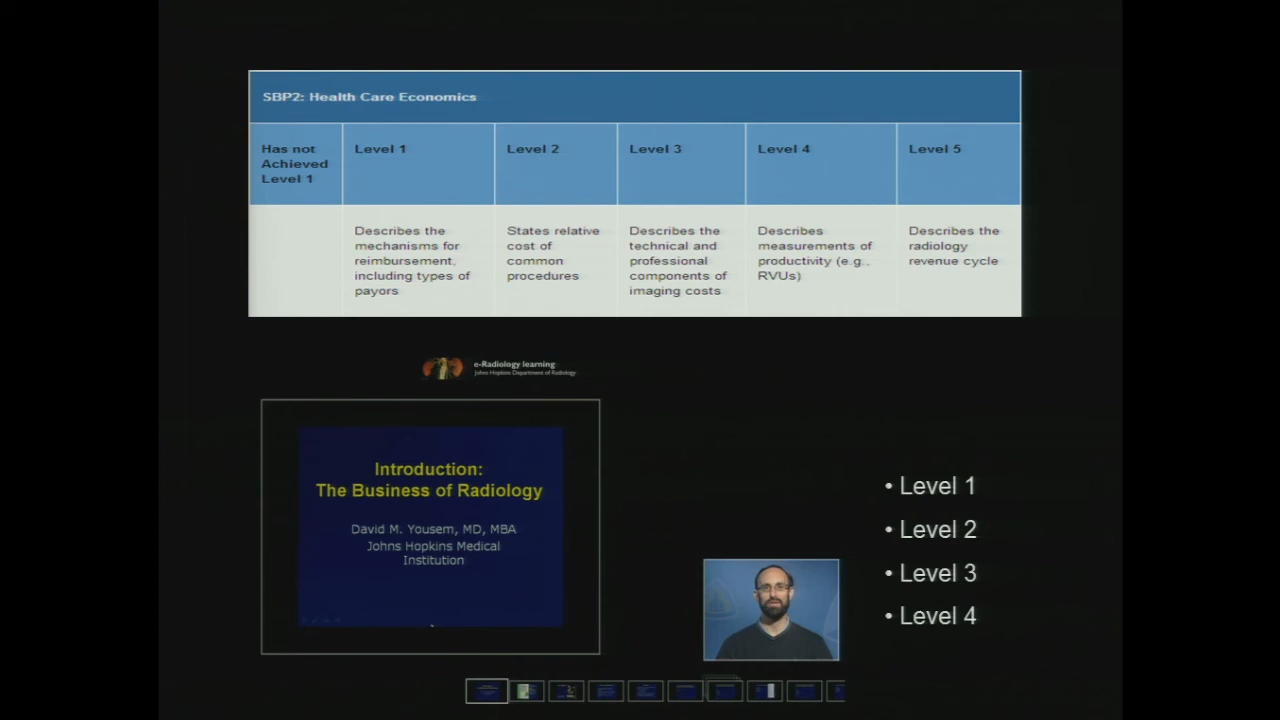 SBP2: Health Care Economics
Has not
Achieved
Level 1
Level 1
Level 2
Level 3
Level 4
Level 5
Describes the
mechanisms for
reimbursement,
including types of
payors
States relative
cost of
common
procedures
Describes the
technical and
professional
components of
imaging costs
Describes
measurements of
productivity (e.g.,
RVUs)
Describes the
radiology
revenue cycle
e-Radiology learning
Johns Hopkins Department of Radiology
Introduction:
The Business of Radiology
David M. Yousem, MD, MBA
Johns Hopkins Medical
Institution
• Level 1
• Level 2
• Level 3
• Level 4